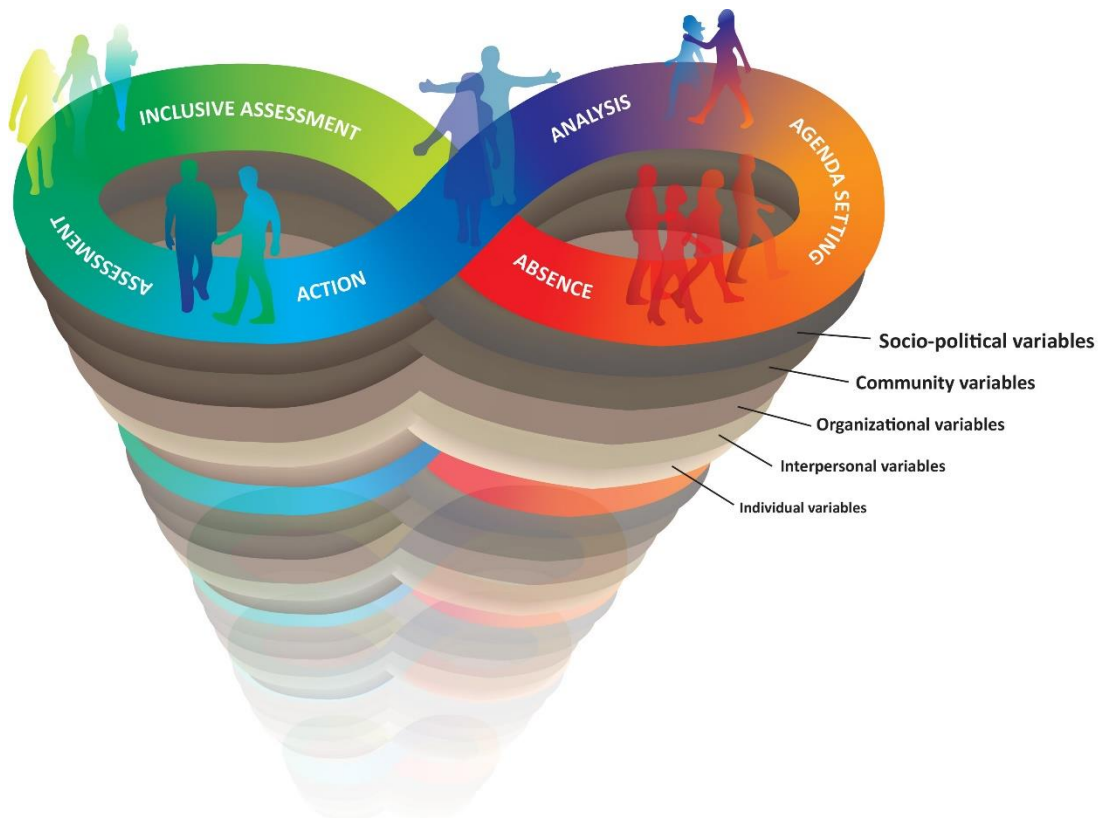 INCLUSIVE ASSESSMENT
ANALYSIS
AGENDA SETTING
ASSESSMENT
ACTION
ABSENCE
Socio-political variables
Community variables
Organizational variables
Interpersonal variables
Individual variables